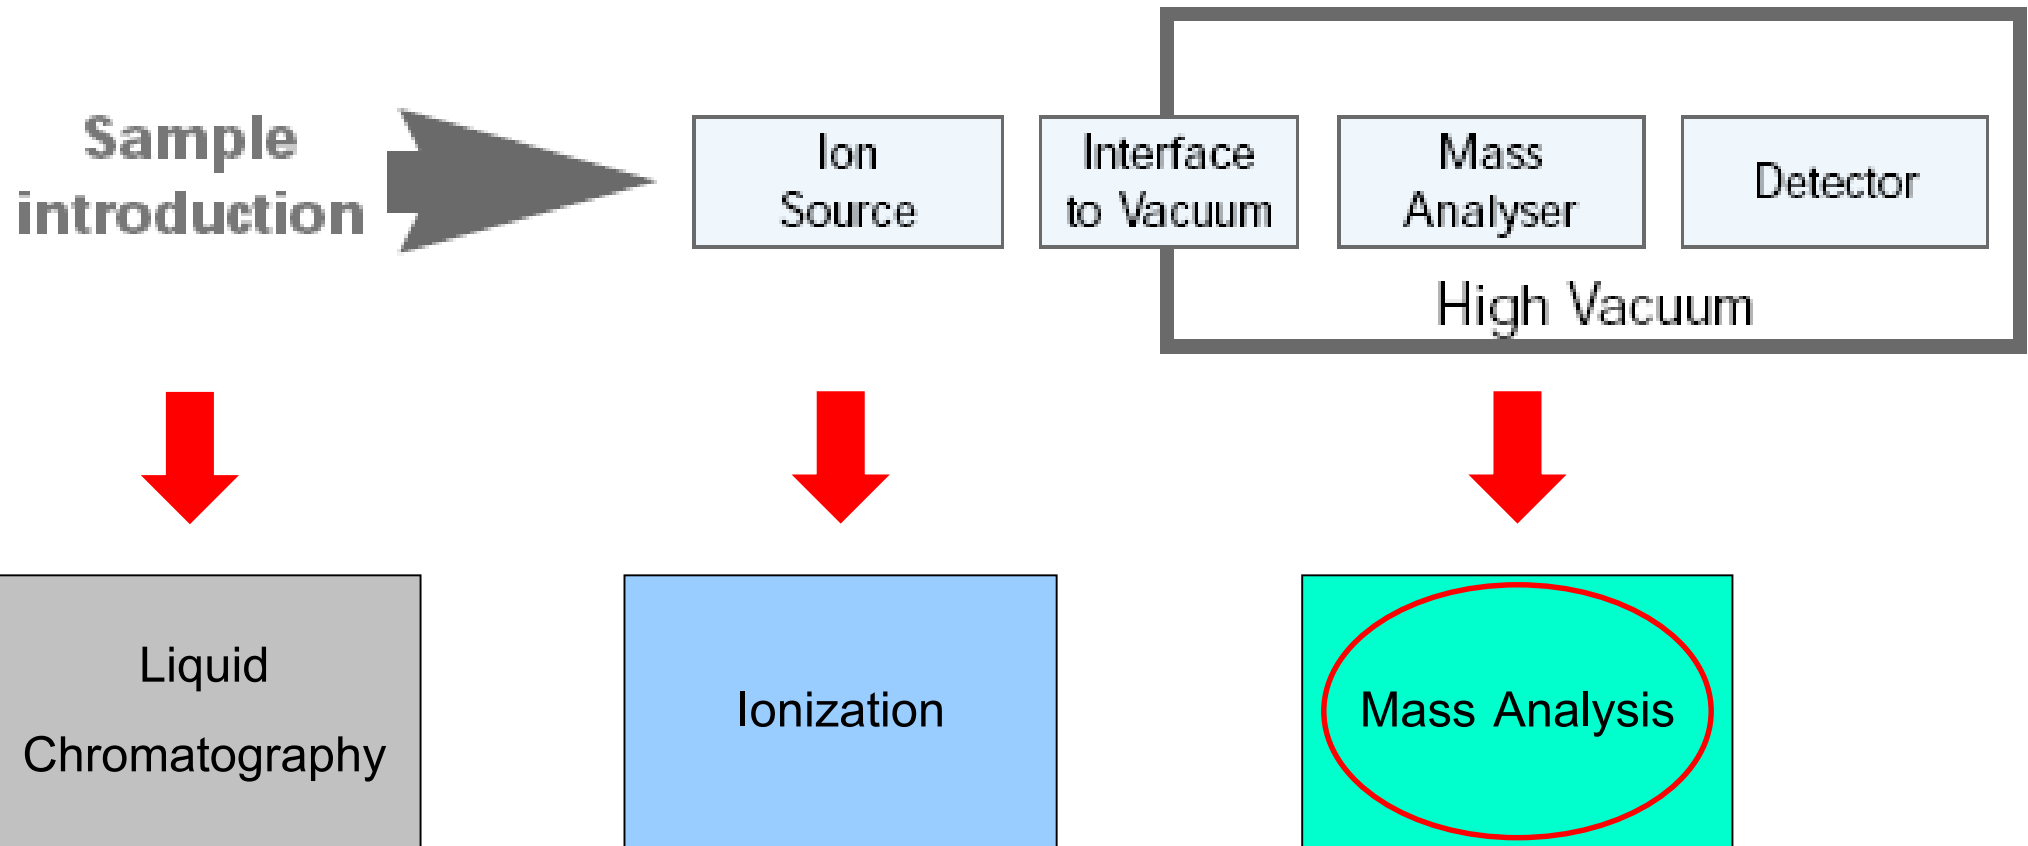 Sample
introduction
Ion
Source
Interface
to Vacuum
Mass
Analyser
Detector
High Vacuum
Liquid
Chromatography
Ionization
Mass Analysis